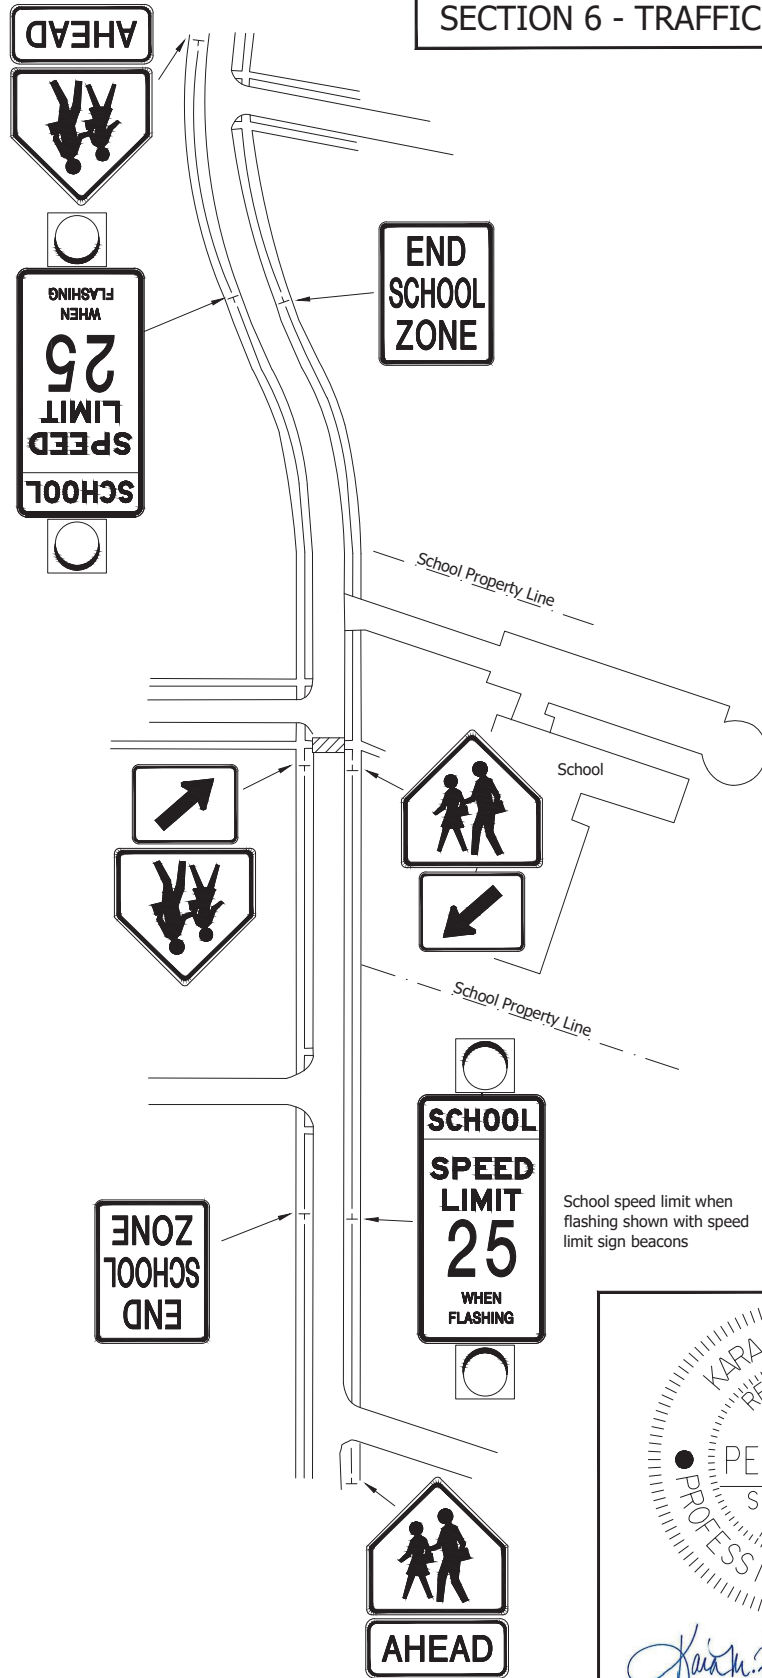 SECTION 6 - TRAFFIC
AHEAD
SCHOOL
SPEED
LIMIT
25
WHEN
FLASHING
END
SCHOOL
ZONE
School Property Line
School
School Property Line
SCHOOL
SPEED
LIMIT
25
WHEN
FLASHING
School speed limit when
flashing shown with speed
limit sign beacons
END
SCHOOL
ZONE
AHEAD
KARA